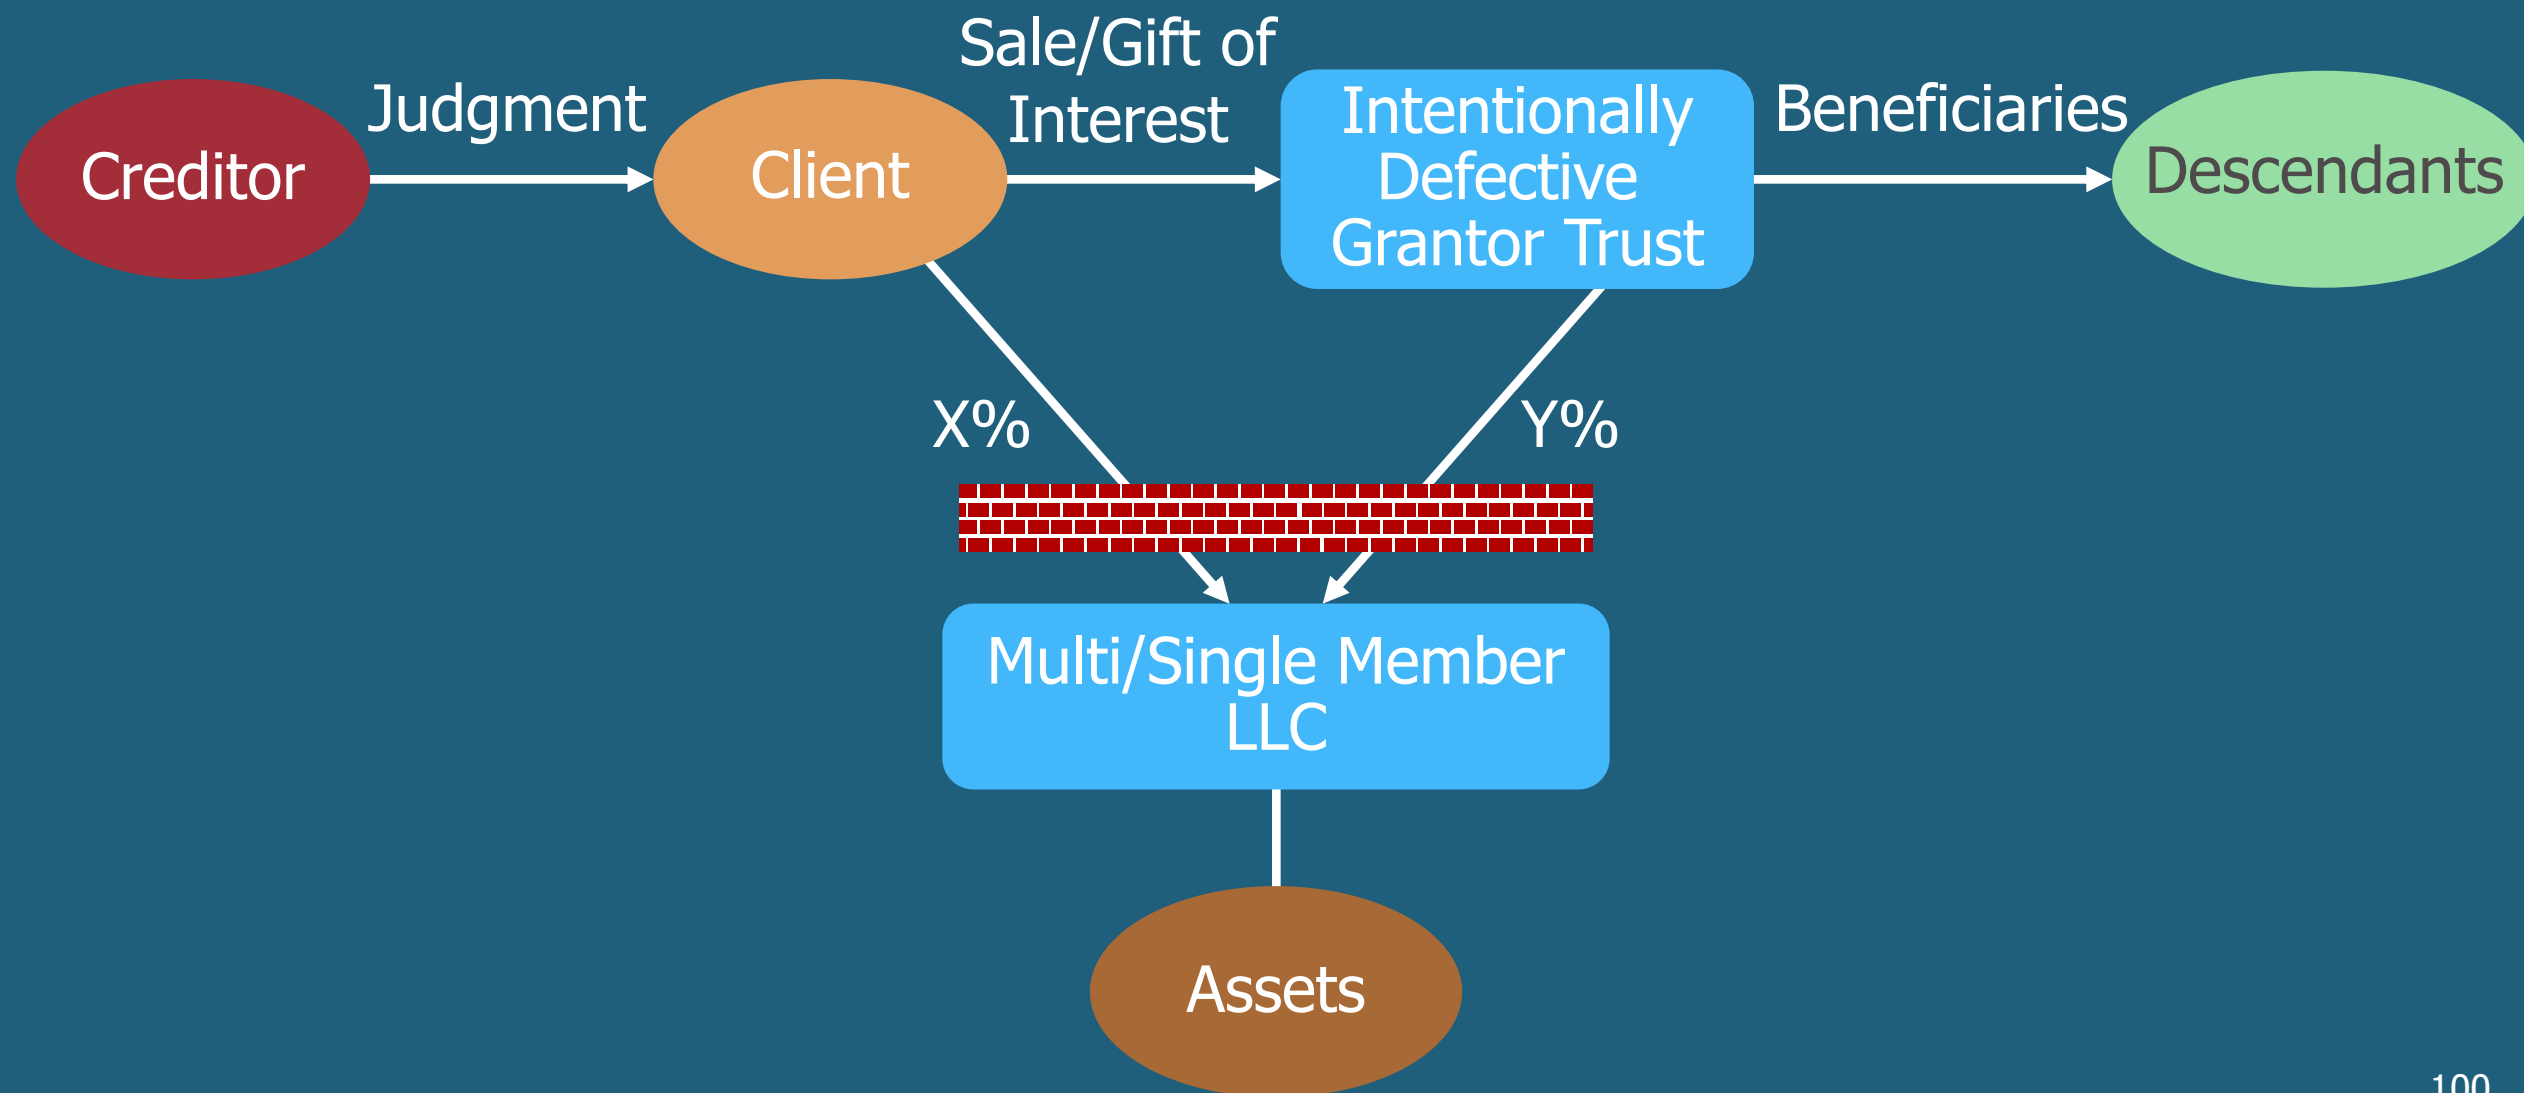 Sale/Gift of
Interest
Judgment
Creditor
Client
Intentionally
Defective
Grantor Trust
Beneficiaries
Descendants
X%
Y%
Multi/Single Member
LLC
Assets
100